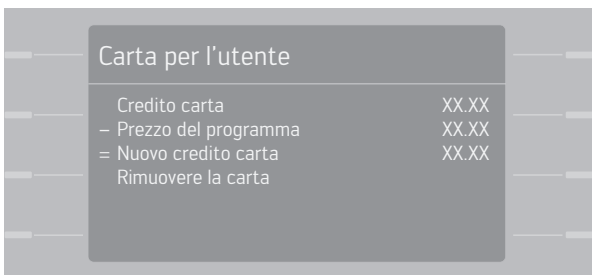 Carta per l'utente
Credito carta XX.XX
– Prezzo del programma XX.XX
= Nuovo credito carta XX.XX
Rimuovere la carta